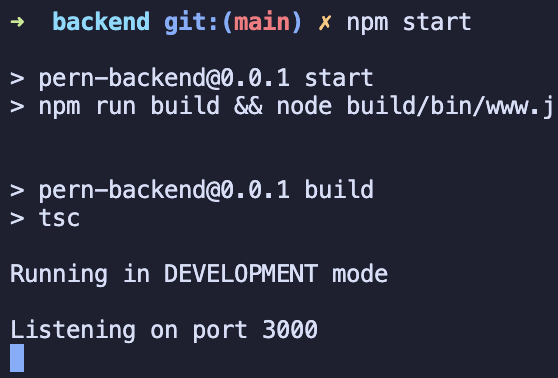 ➜ backend git:(main) ✗ npm start
> pern-backend@0.0.1 start
> npm run build && node build/bin/www.j
> pern-backend@0.0.1 build
> tsc
Running in DEVELOPMENT mode
Listening on port 3000